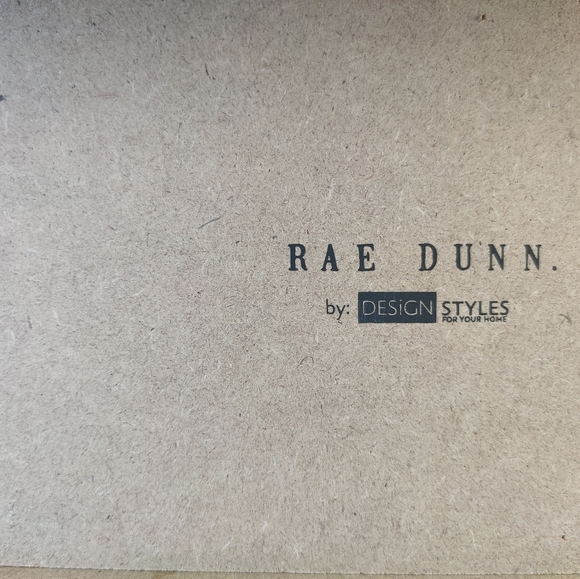 RAE DUNN.
by: DESiGN STYLES
FOR YOUR HOME